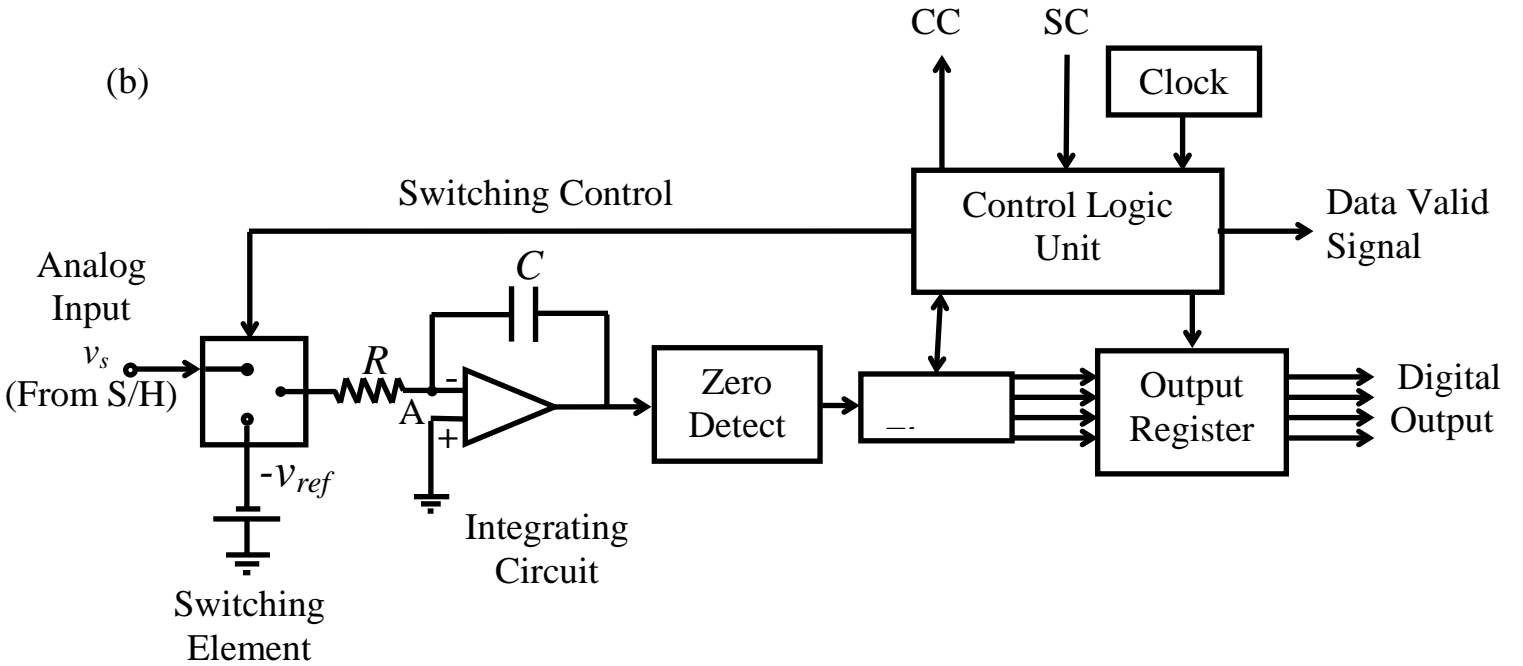 (b)
CC
SC
Clock
Switching Control
Control Logic
Unit
Data Valid
Signal
Analog
Input
v_s
(From S/H)
C
R
A
-
+
Zero
Detect
Output
Register
Digital
Output
-v_ref
Integrating
Circuit
Switching
Element